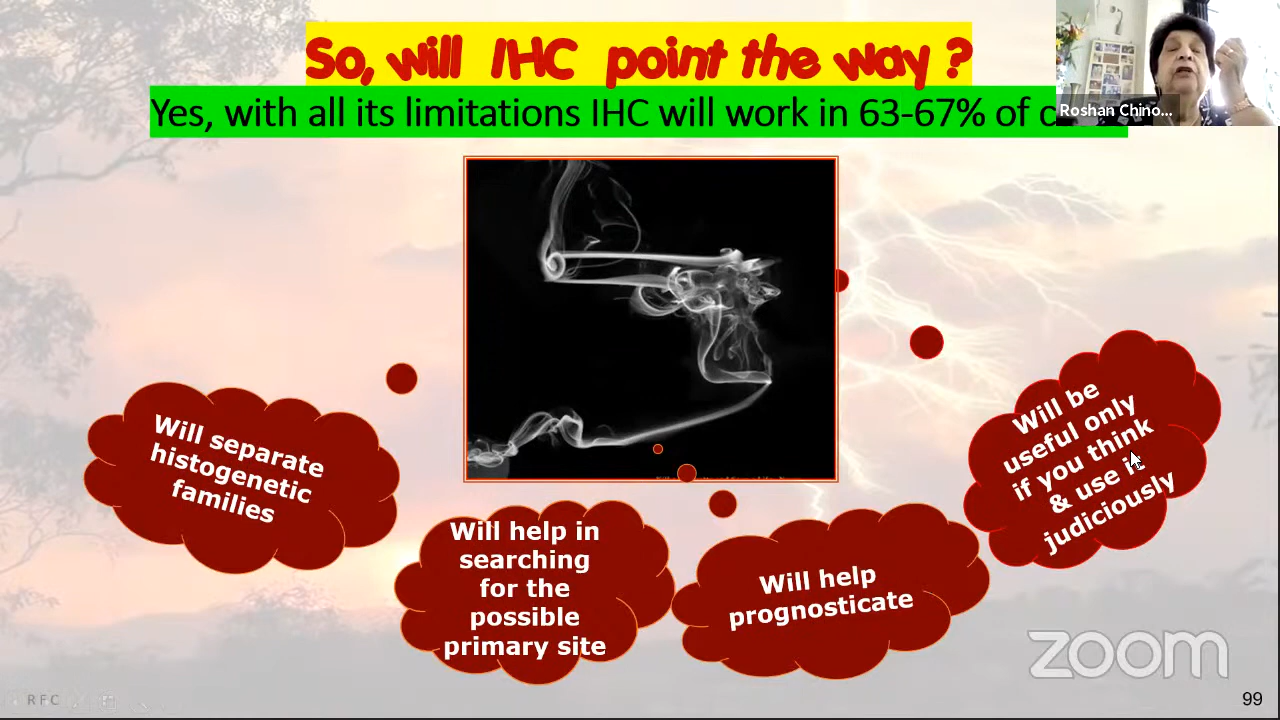 So, will IHC point the way ?
Yes, with all its limitations IHC will work in 63-67% of
Roshan Chino...
Will separate
histogenetic
families
Will help in
searching
for the
possible
primary site
Will help
prognosticate
Will be
useful only
if you think
& use it
judiciously
zoom
RFC
99